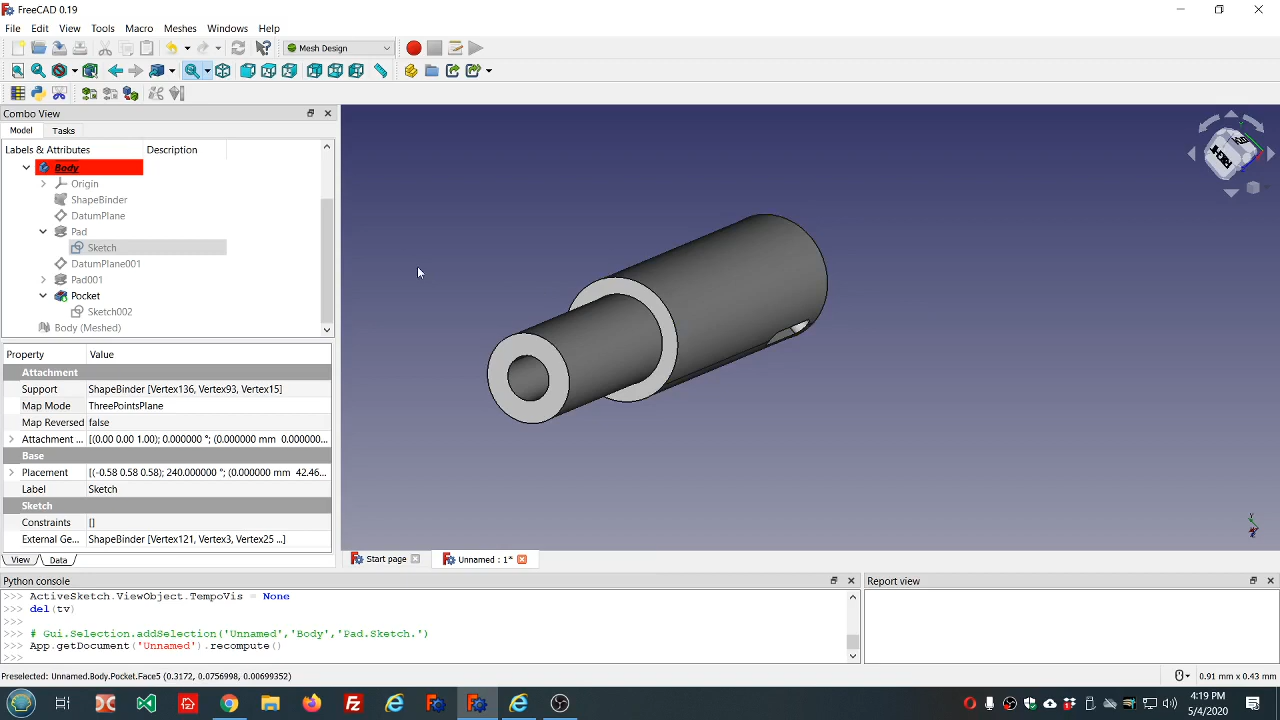 FreeCAD 0.19
File Edit View Tools Macro Meshes Windows Help
Mesh Design
Combo View
Model Tasks
Labels & Attributes Description
Body
Origin
ShapeBinder
DatumPlane
Pad
Sketch
DatumPlane001
Pad001
Pocket
Sketch002
Body (Meshed)
Property Value
Attachment
Support ShapeBinder [Vertex136, Vertex93, Vertex15]
Map Mode ThreePointsPlane
Map Reversed false
Attachment ... [(0.00 0.00 1.00); 0.000000 °; (0.000000 mm 0.000000...
Base
Placement [(-0.58 0.58 0.58); 240.000000 °; (0.000000 mm 42.46...
Label Sketch
Sketch
Constraints []
External Ge... ShapeBinder [Vertex121, Vertex3, Vertex25 ...]
View Data
RIGHT
Start page Unnamed : 1*
Python console
>>> ActiveSketch.ViewObject.TempoVis = None
>>> del(tv)
>>>
>>> # Gui.Selection.addSelection('Unnamed','Body','Pad.Sketch.')
>>> App.getDocument('Unnamed').recompute()
>>>
Report view
Preselected: Unnamed.Body.Pocket.Face5 (0.3172, 0.0756998, 0.00699352)
0.91 mm x 0.43 mm
4:19 PM
5/4/2020